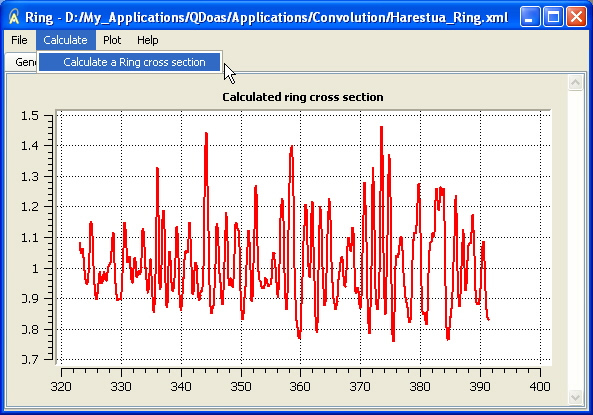 Ring - D:/My_Applications/QDoas/Applications/Convolution/Harestua_Ring.xml
File Calculate Plot Help
Calculate a Ring cross section
Gene
Calculated ring cross section
1.5
1.4
1.3
1.2
1.1
1
0.9
0.8
0.7
320 330 340 350 360 370 380 390 400